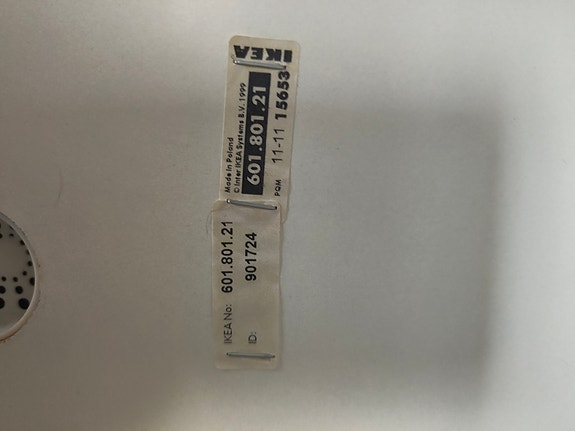 IKEA
Made in Poland
© Inter IKEA Systems B.V. 1999
601.801.21
PQM 11-11 15653
IKEA No: 601.801.21
ID: 901724